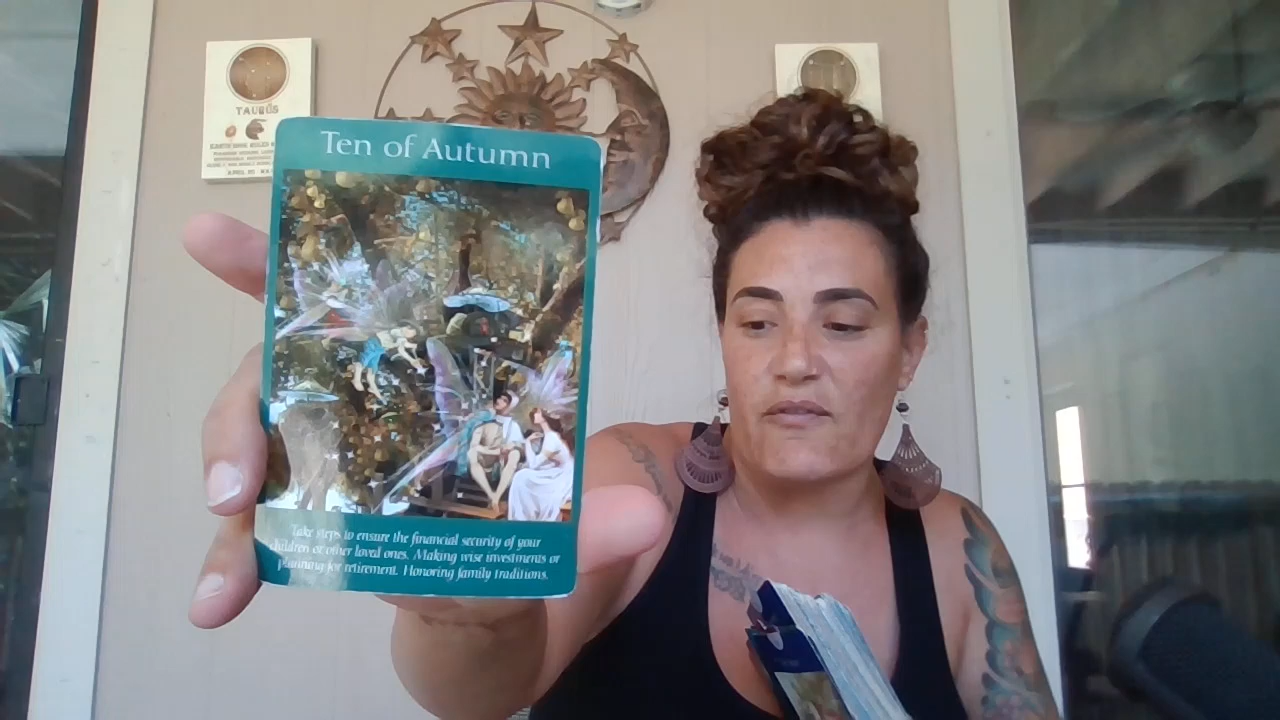 TAURUS
Ten of Autumn
Take steps to ensure the financial security of your
children or other loved ones. Making wise investments or
planning for retirement. Honoring family traditions.